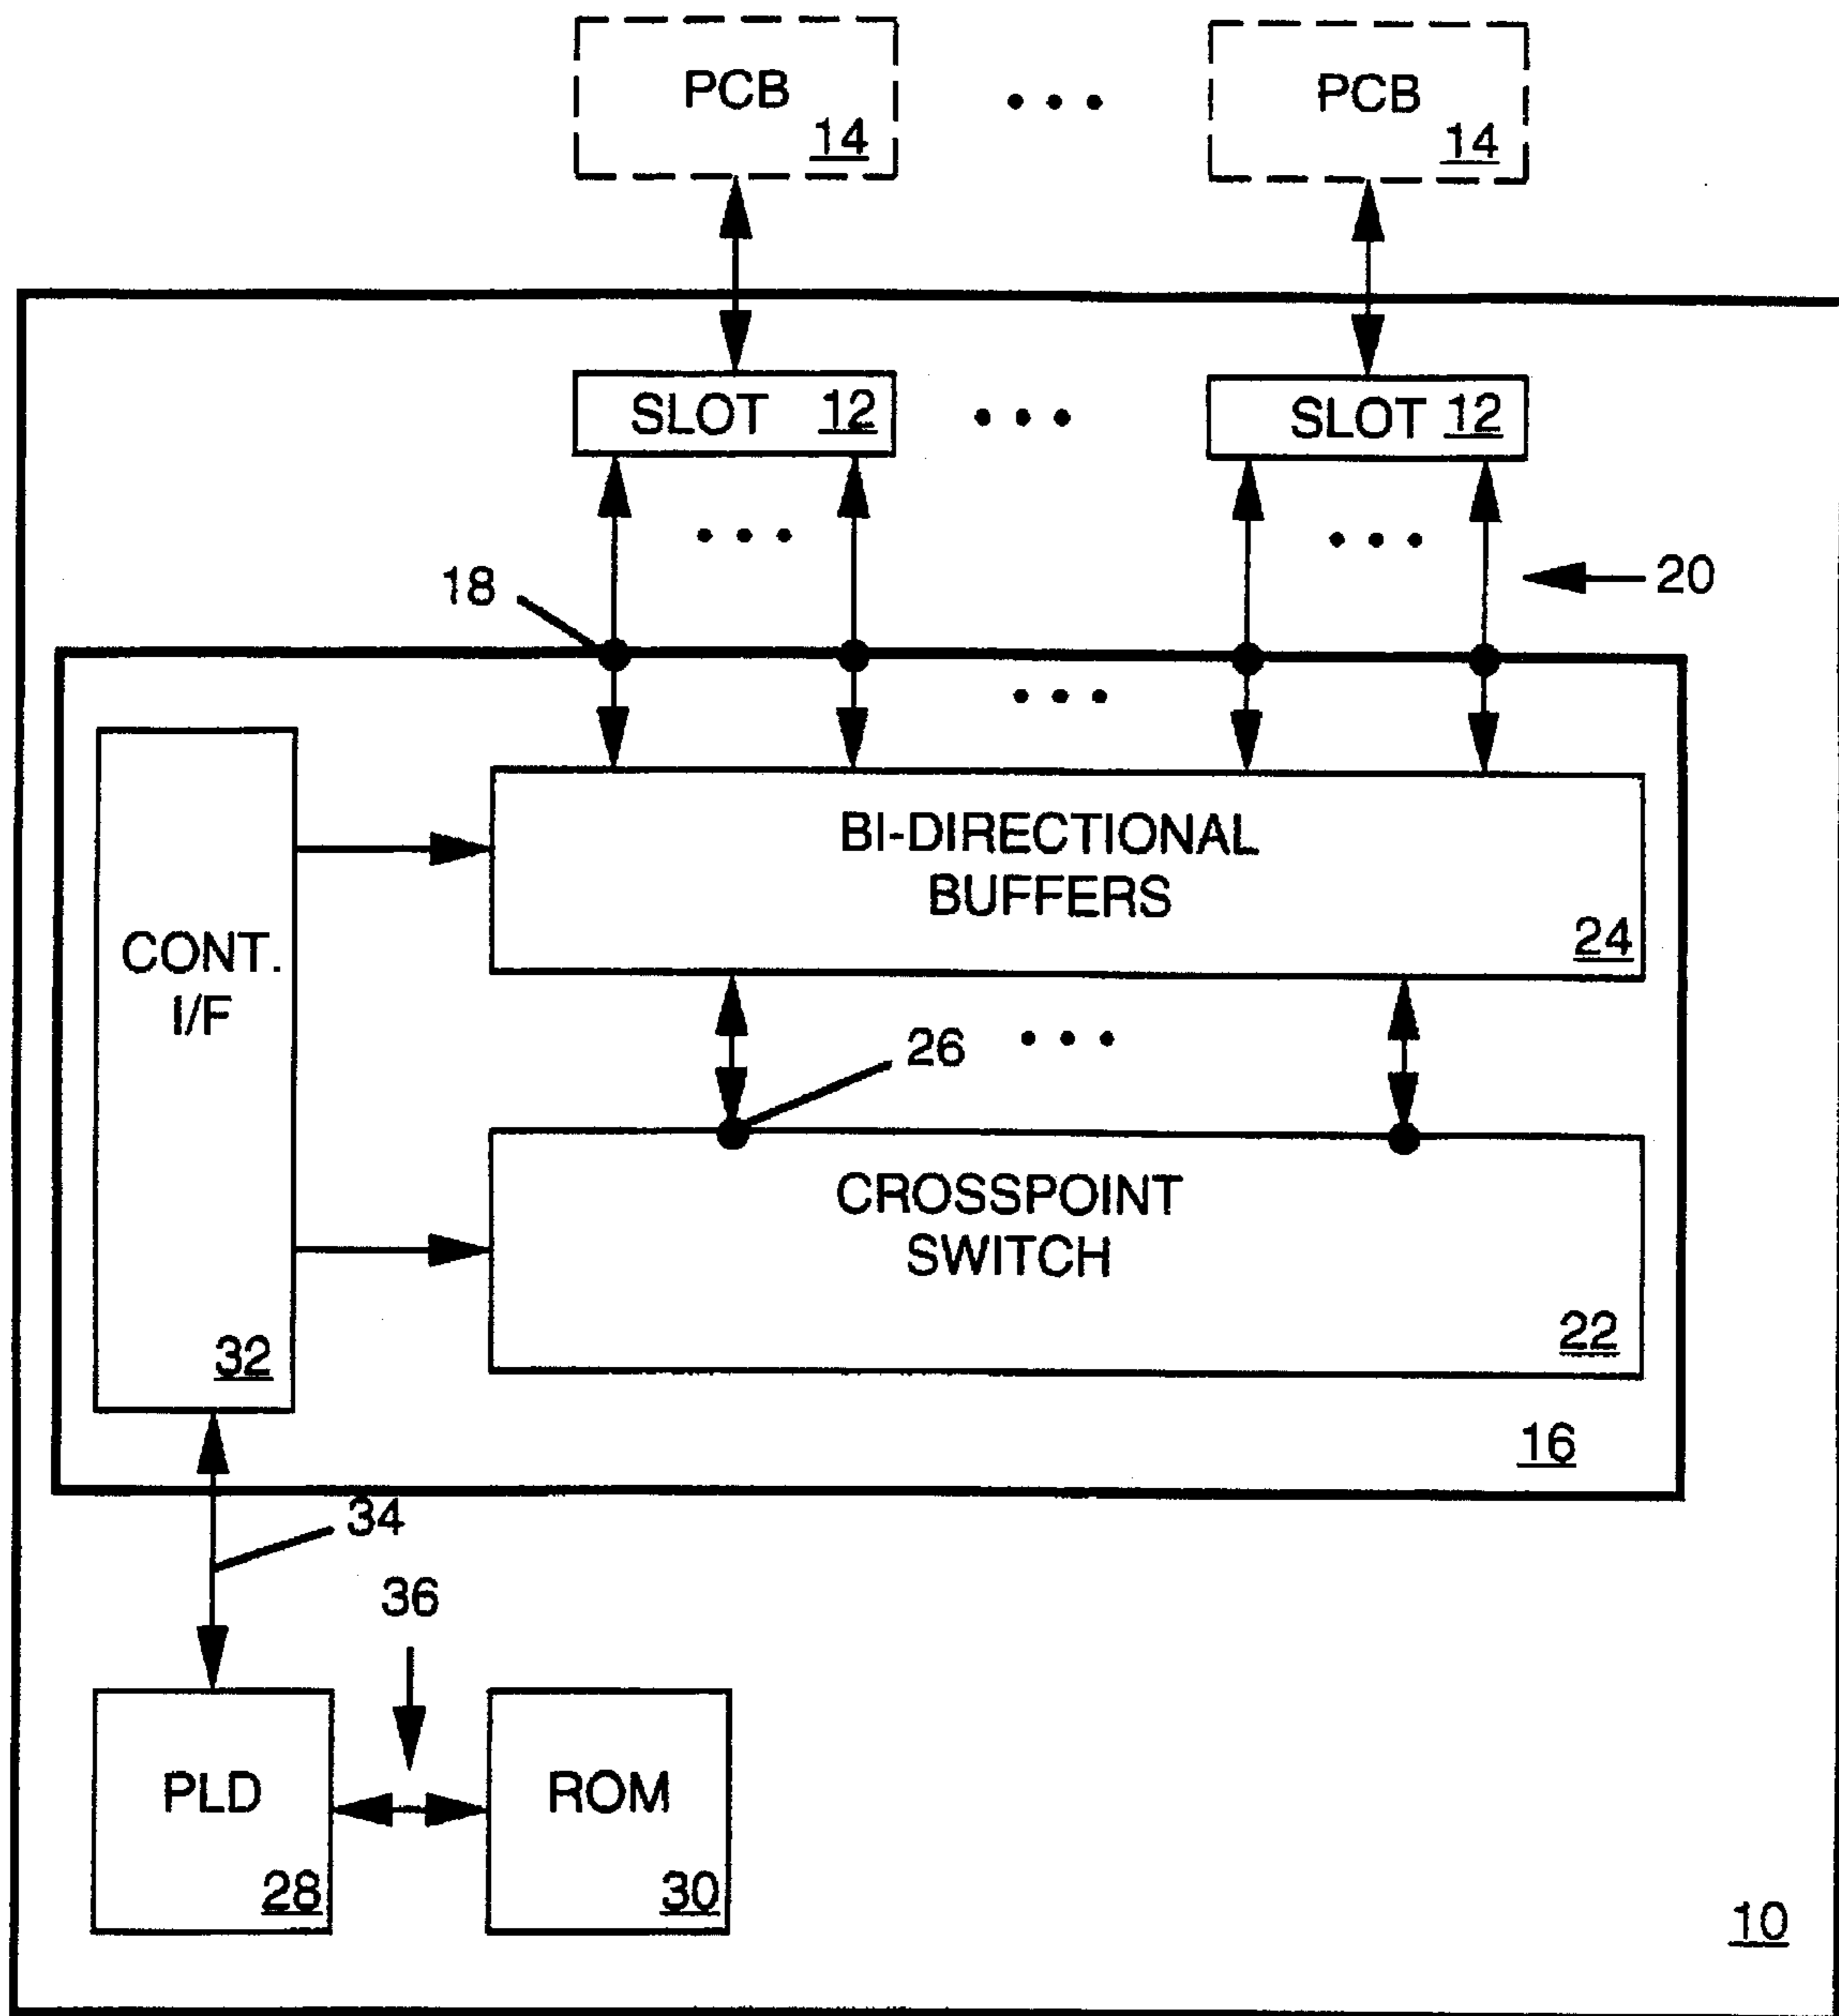 PCB
14
PCB
14
SLOT 12
SLOT 12
18
20
BI-DIRECTIONAL
BUFFERS
24
CONT.
I/F
32
26
CROSSPOINT
SWITCH
22
16
34
36
PLD
28
ROM
30
10